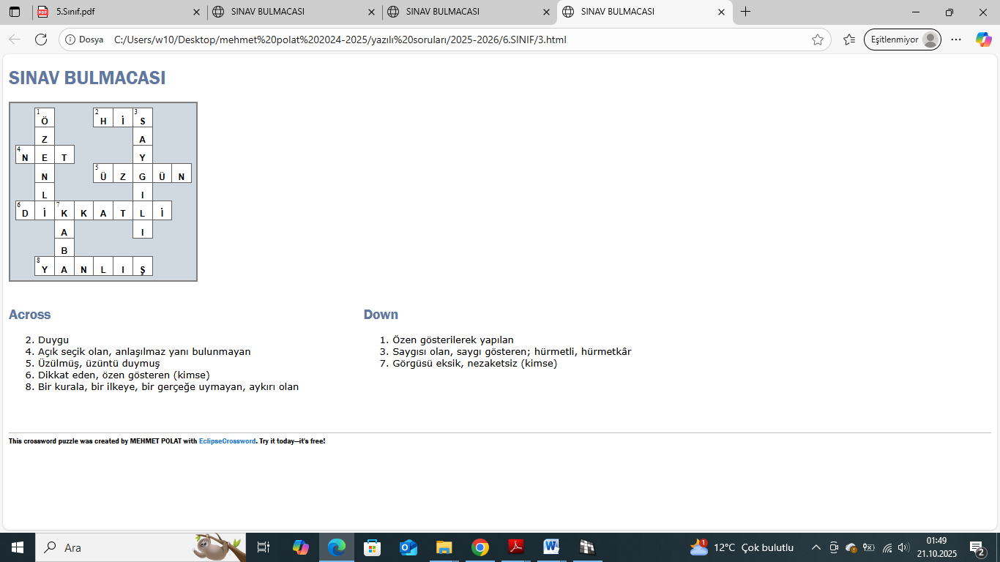 5.Sınıf.pdf
SINAV BULMACASI
SINAV BULMACASI
SINAV BULMACASI
Dosya
C:/Users/w10/Desktop/mehmet%20polat%202024-2025/yazılı%20soruları/2025-2026/6.SINIF/3.html
Eşitlenmiyor
SINAV BULMACASI
1 Ö 2 H İ 3 S
Z A
4 N E T Y
N 5 Ü Z G Ü N
L I
6 D İ 7 K K A T L İ
A I
B
8 Y A N L I Ş
Across
2. Duygu
4. Açık seçik olan, anlaşılmaz yanı bulunmayan
5. Üzülmüş, üzüntü duymuş
6. Dikkat eden, özen gösteren (kimse)
8. Bir kurala, bir ilkeye, bir gerçeğe uymayan, aykırı olan
Down
1. Özen gösterilerek yapılan
3. Saygısı olan, saygı gösteren; hürmetli, hürmetkâr
7. Görgüsü eksik, nezaketsiz (kimse)
This crossword puzzle was created by MEHMET POLAT with EclipseCrossword. Try it today—it's free!
Ara
1
12°C Çok bulutlu
01:49
21.10.2025
2